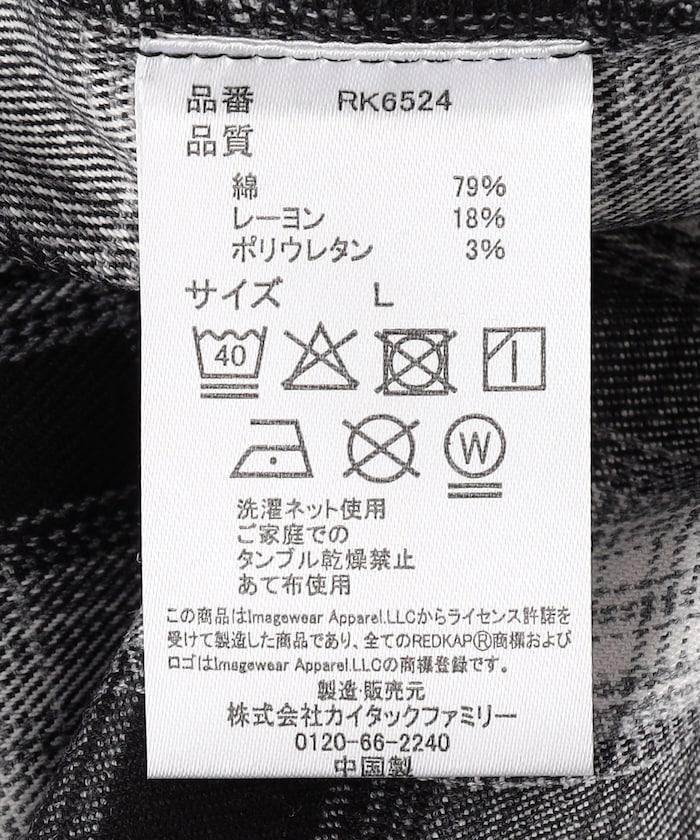 品番 RK6524
品質
綿 79%
レーヨン 18%
ポリウレタン 3%
サイズ L
40
W
洗濯ネット使用
ご家庭での
タンブル乾燥禁止
あて布使用
この商品はImagewear Apparel.LLCからライセンス許諾を
受けて製造した商品であり、全てのREDKAPⓇ商標および
ロゴはImagewear Apparel.LLCの商標登録です。
製造・販売元
株式会社カイタックファミリー
0120-66-2240
中国製